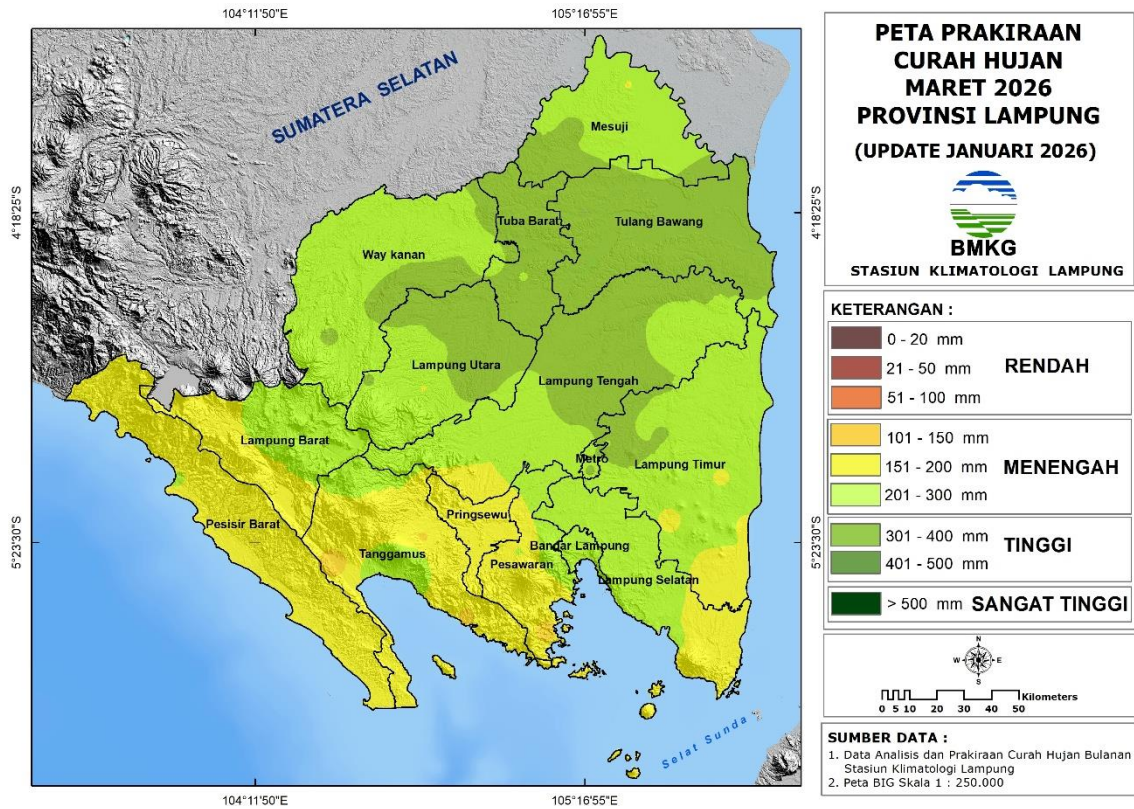 104°11'50"E
105°16'55"E
4°18'25"S
5°23'30"S
SUMATERA SELATAN
Mesuji
Tuba Barat
Tulang Bawang
Way kanan
Lampung Utara
Lampung Tengah
Lampung Barat
Metro
Lampung Timur
Pesisir Barat
Pringsewu
Tanggamus
Bandar Lampung
Pesawaran
Lampung Selatan
Selat Sunda
4°18'25"S
5°23'30"S
104°11'50"E
105°16'55"E
PETA PRAKIRAAN
CURAH HUJAN
MARET 2026
PROVINSI LAMPUNG
(UPDATE JANUARI 2026)
BMKG
STASIUN KLIMATOLOGI LAMPUNG
KETERANGAN :
0 - 20 mm
21 - 50 mm
RENDAH
51 - 100 mm
101 - 150 mm
151 - 200 mm
MENENGAH
201 - 300 mm
301 - 400 mm
TINGGI
401 - 500 mm
> 500 mm SANGAT TINGGI
N
W E
S
Kilometers
0 5 10 20 30 40 50
SUMBER DATA :
1. Data Analisis dan Prakiraan Curah Hujan Bulanan
Stasiun Klimatologi Lampung
2. Peta BIG Skala 1 : 250.000